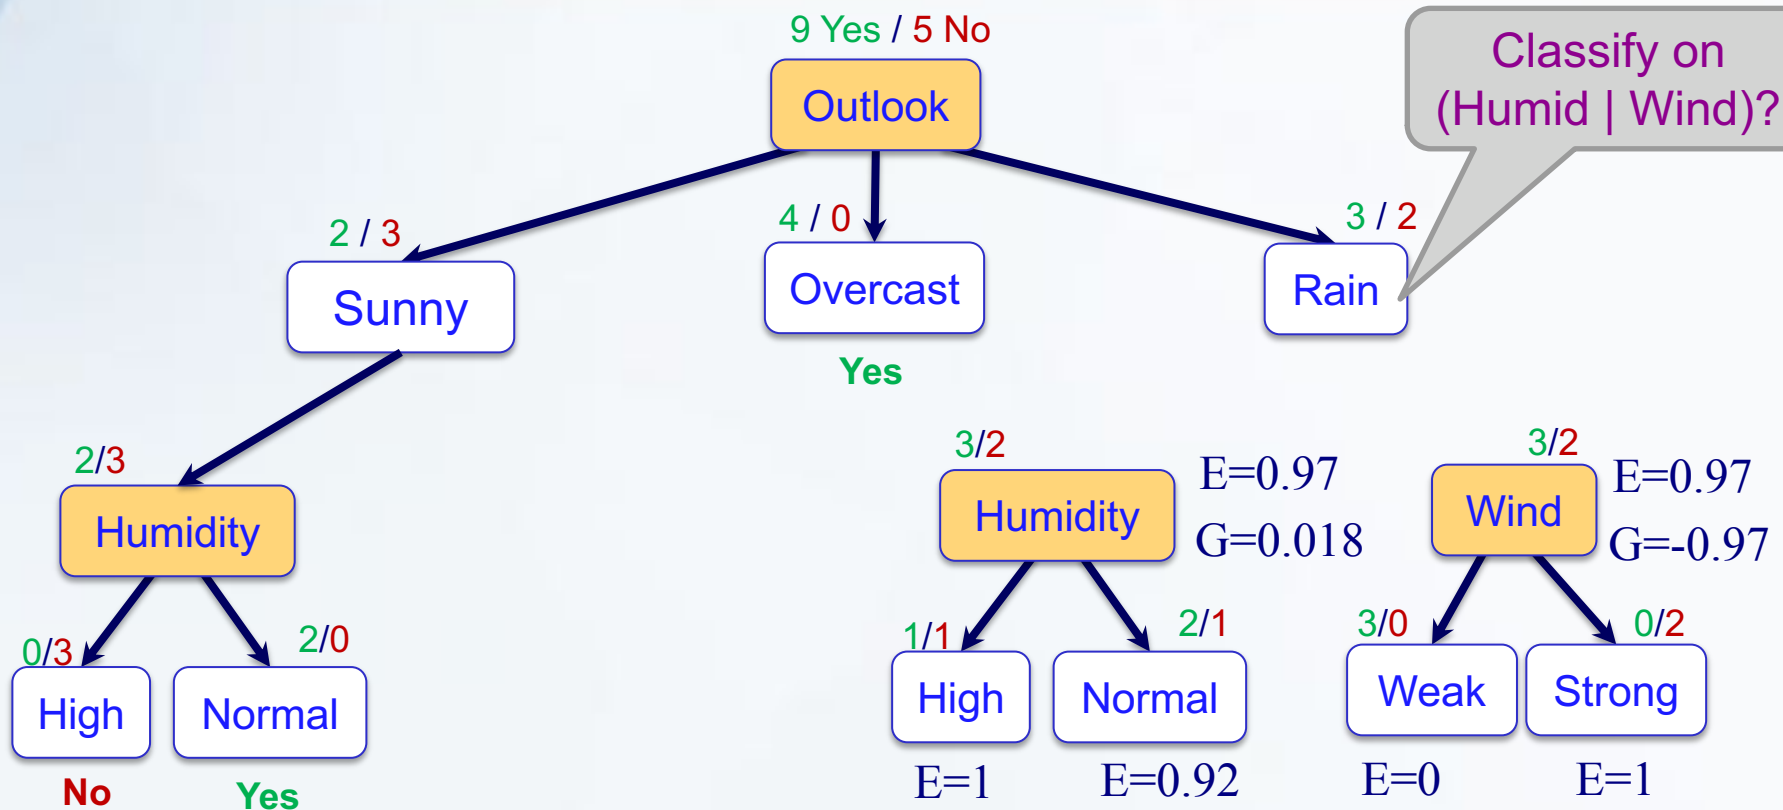 9 Yes / 5 No
Outlook
Classify on
(Humid | Wind)?
2 / 3
4 / 0
3 / 2
Sunny
Overcast
Rain
Yes
2/3
Humidity
0/3
2/0
High
Normal
No
Yes
3/2
Humidity
E=0.97
G=0.018
1/1
2/1
High
Normal
E=1
E=0.92
3/2
Wind
E=0.97
G=-0.97
3/0
0/2
Weak
Strong
E=0
E=1